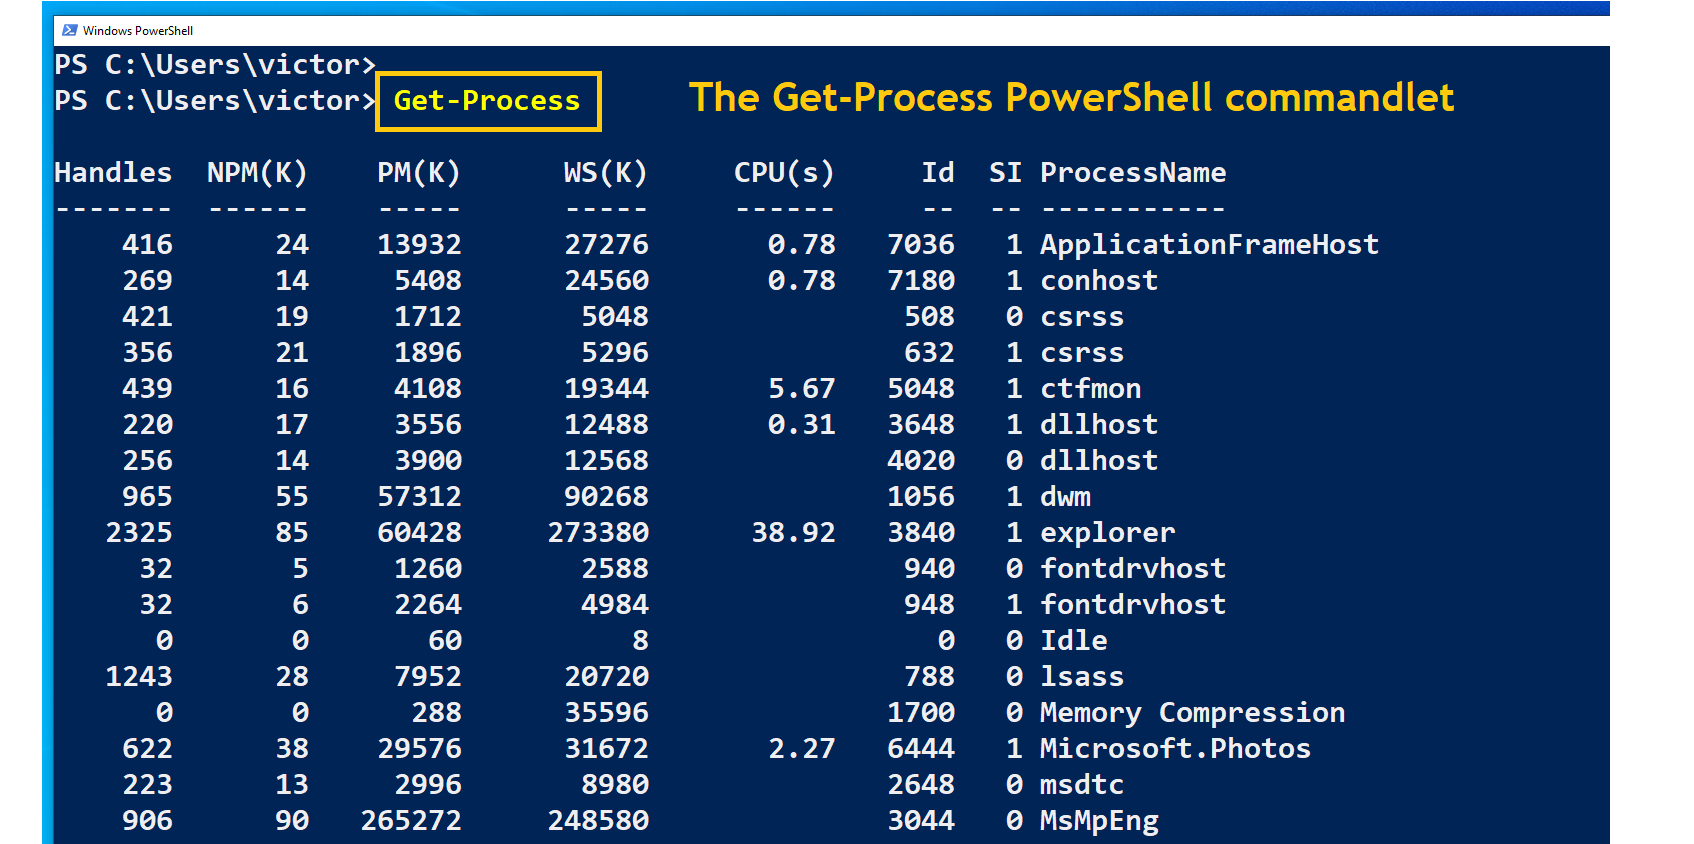 Windows PowerShell
PS C:\Users\victor>
PS C:\Users\victor> Get-Process
The Get-Process PowerShell commandlet
Handles NPM(K) PM(K) WS(K) CPU(s) Id SI ProcessName
------- ------ ----- ----- ------ -- -- -----------
416 24 13932 27276 0.78 7036 1 ApplicationFrameHost
269 14 5408 24560 0.78 7180 1 conhost
421 19 1712 5048 508 0 csrss
356 21 1896 5296 632 1 csrss
439 16 4108 19344 5.67 5048 1 ctfmon
220 17 3556 12488 0.31 3648 1 dllhost
256 14 3900 12568 4020 0 dllhost
965 55 57312 90268 1056 1 dwm
2325 85 60428 273380 38.92 3840 1 explorer
32 5 1260 2588 940 0 fontdrvhost
32 6 2264 4984 948 1 fontdrvhost
0 0 60 8 0 0 Idle
1243 28 7952 20720 788 0 lsass
0 0 288 35596 1700 0 Memory Compression
622 38 29576 31672 2.27 6444 1 Microsoft.Photos
223 13 2996 8980 2648 0 msdtc
906 90 265272 248580 3044 0 MsMpEng